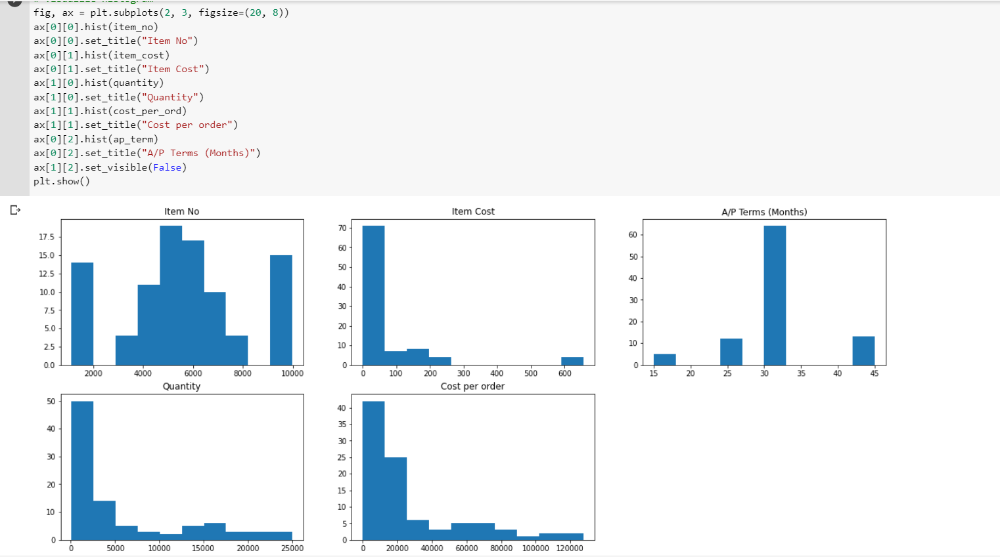 fig, ax = plt.subplots(2, 3, figsize=(20, 8))
ax[0][0].hist(item_no)
ax[0][0].set_title("Item No")
ax[0][1].hist(item_cost)
ax[0][1].set_title("Item Cost")
ax[1][0].hist(quantity)
ax[1][0].set_title("Quantity")
ax[1][1].hist(cost_per_ord)
ax[1][1].set_title("Cost per order")
ax[0][2].hist(ap_term)
ax[0][2].set_title("A/P Terms (Months)")
ax[1][2].set_visible(False)
plt.show()
Item No
17.5
15.0
12.5
10.0
7.5
5.0
2.5
0.0
2000 4000 6000 8000 10000
Item Cost
70
60
50
40
30
20
10
0
0 100 200 300 400 500 600
A/P Terms (Months)
60
50
40
30
20
10
0
15 20 25 30 35 40 45
Quantity
50
40
30
20
10
0
0 5000 10000 15000 20000 25000
Cost per order
40
35
30
25
20
15
10
5
0
0 20000 40000 60000 80000 100000 120000